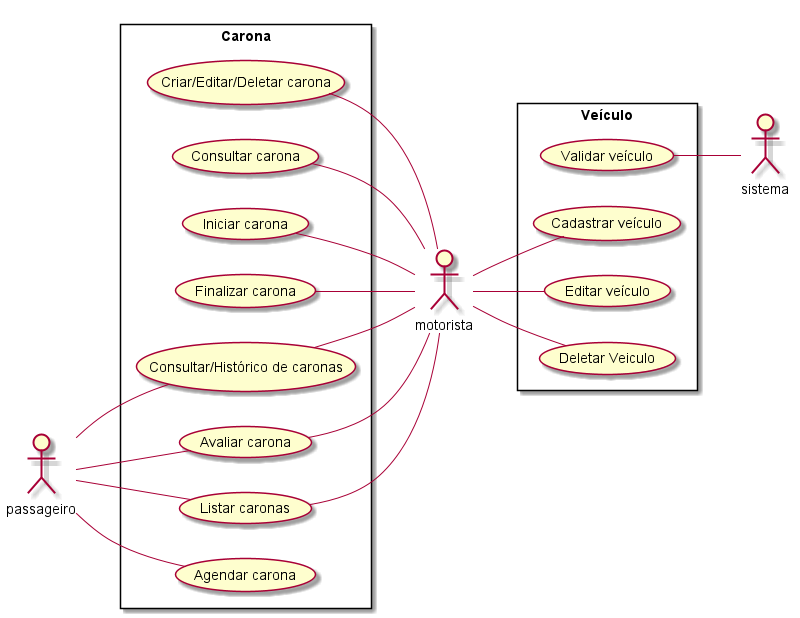 Carona
Criar/Editar/Deletar carona
Consultar carona
Iniciar carona
Finalizar carona
Consultar/Histórico de caronas
Avaliar carona
Listar caronas
Agendar carona
passageiro
motorista
Veículo
Validar veículo
Cadastrar veículo
Editar veículo
Deletar Veiculo
sistema